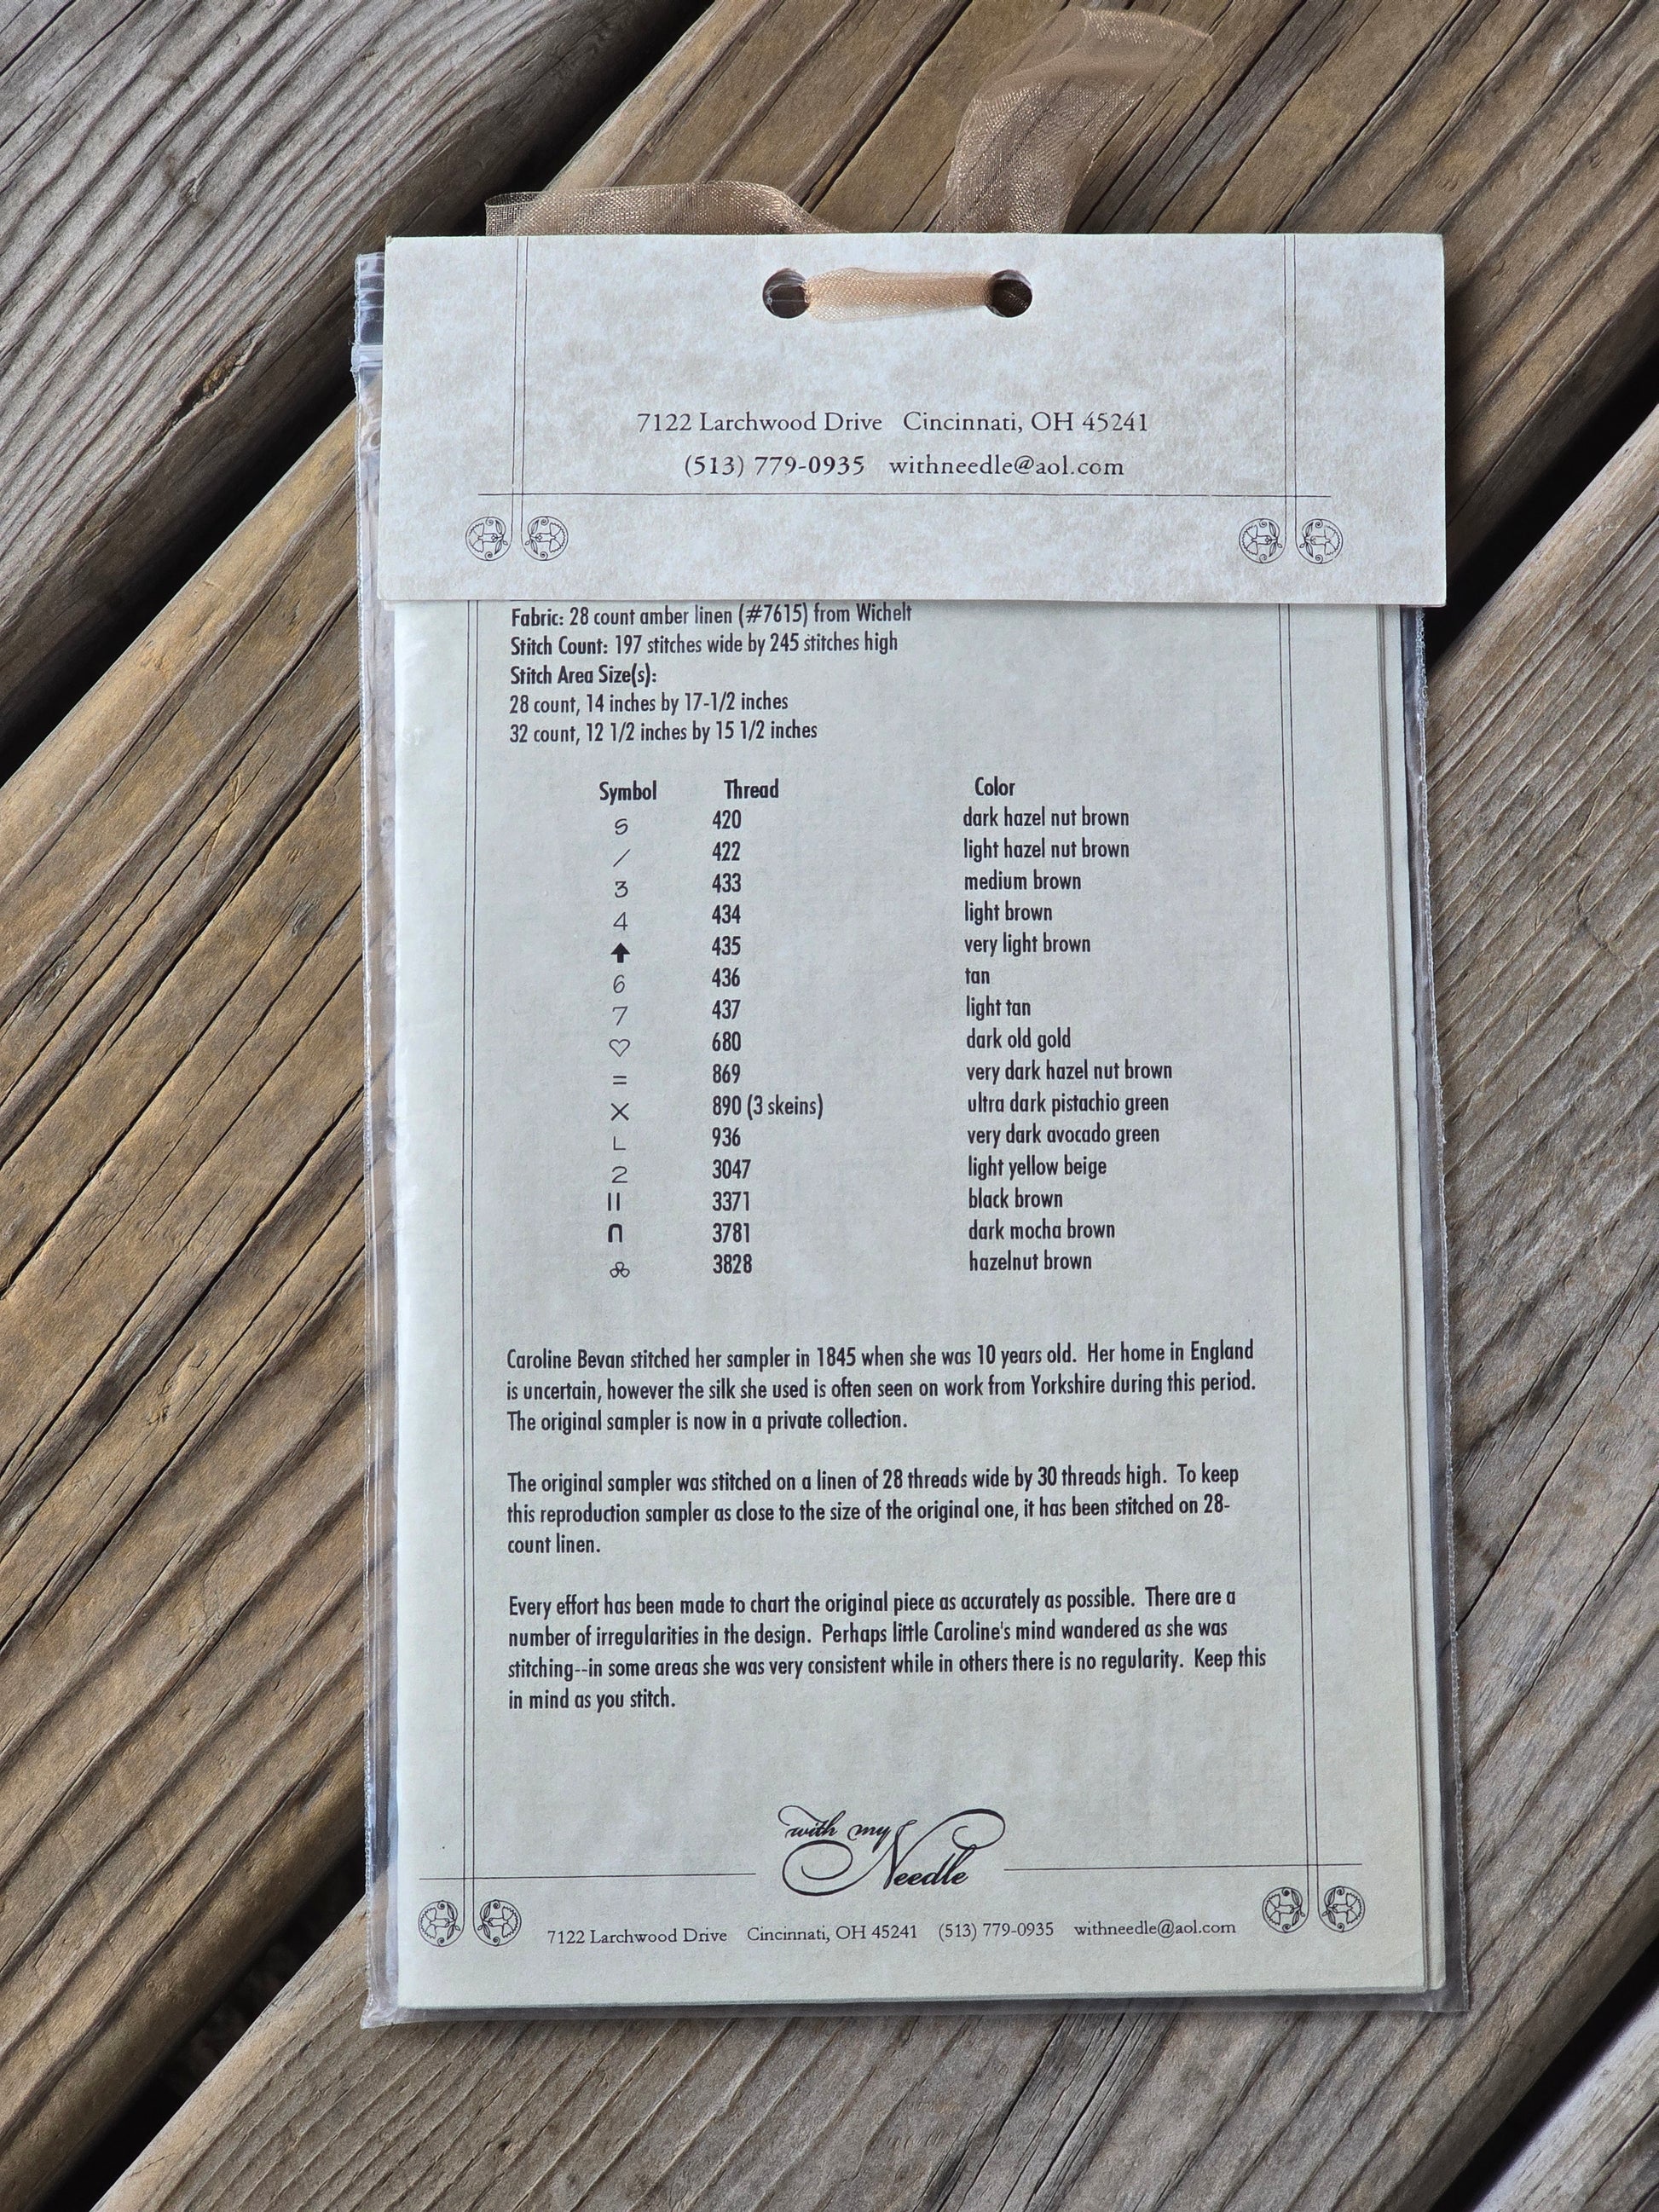 7122 Larchwood Drive Cincinnati, OH 45241
(513) 779-0935 withneedle@aol.com
Fabric: 28 count amber linen (#7615) from Wichelt
Stitch Count: 197 stitches wide by 245 stitches high
Stitch Area Size(s):
28 count, 14 inches by 17-1/2 inches
32 count, 12 1/2 inches by 15 1/2 inches
Symbol Thread Color
S 420 dark hazel nut brown
/ 422 light hazel nut brown
3 433 medium brown
4 434 light brown
⬆ 435 very light brown
6 436 tan
7 437 light tan
♡ 680 dark old gold
= 869 very dark hazel nut brown
X 890 (3 skeins) ultra dark pistachio green
L 936 very dark avocado green
2 3047 light yellow beige
II 3371 black brown
∩ 3781 dark mocha brown
3828 hazelnut brown
Caroline Bevan stitched her sampler in 1845 when she was 10 years old. Her home in England
is uncertain, however the silk she used is often seen on work from Yorkshire during this period.
The original sampler is now in a private collection.
The original sampler was stitched on a linen of 28 threads wide by 30 threads high. To keep
this reproduction sampler as close to the size of the original one, it has been stitched on 28-
count linen.
Every effort has been made to chart the original piece as accurately as possible. There are a
number of irregularities in the design. Perhaps little Caroline's mind wandered as she was
stitching--in some areas she was very consistent while in others there is no regularity. Keep this
in mind as you stitch.
with my
Needle
7122 Larchwood Drive Cincinnati, OH 45241 (513) 779-0935 withneedle@aol.com